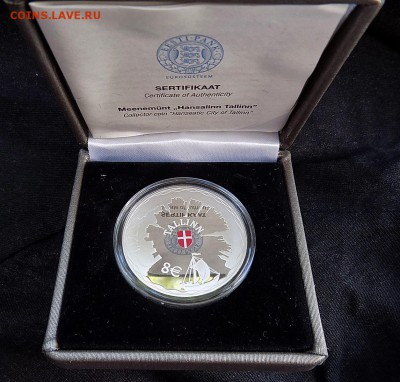 COINS.LAVE.RU
EESTI PANK
EUROSÜSTEEM
SERTIFIKAAT
Certificate of Authenticity
Meenemünt „Hansalinn Tallinn"
Collector coin "Hanseatic City of Tallinn"
TALLINN
8€